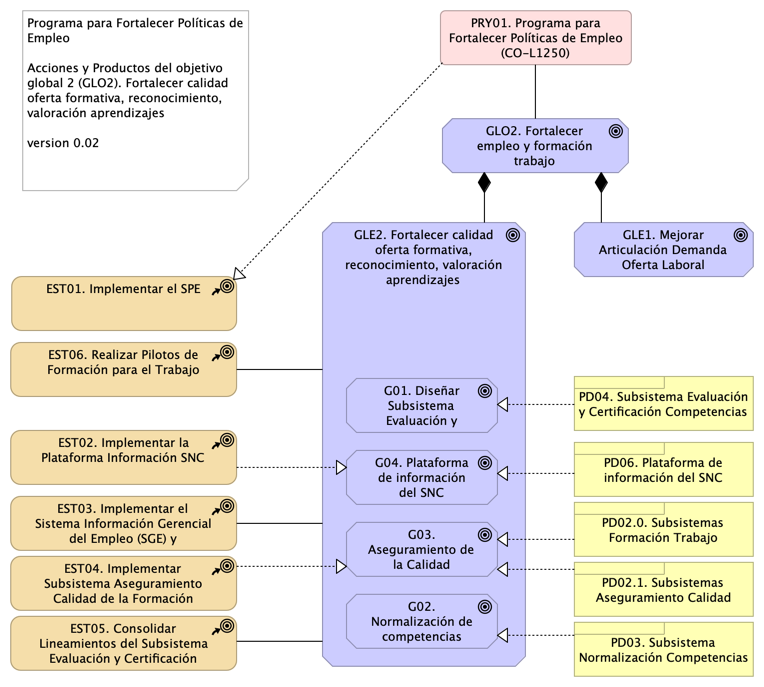 Programa para Fortalecer Políticas de
Empleo
Acciones y Productos del objetivo
global 2 (GLO2). Fortalecer calidad
oferta formativa, reconocimiento,
valoración aprendizajes
version 0.02
PRY01. Programa para
Fortalecer Políticas de Empleo
(CO-L1250)
GLO2. Fortalecer
empleo y formación
trabajo
GLE2. Fortalecer calidad
oferta formativa,
reconocimiento, valoración
aprendizajes
GLE1. Mejorar
Articulación Demanda
Oferta Laboral
EST01. Implementar el SPE
EST06. Realizar Pilotos de
Formación para el Trabajo
EST02. Implementar la
Plataforma Información SNC
EST03. Implementar el
Sistema Información Gerencial
del Empleo (SGE) y
EST04. Implementar
Subsistema Aseguramiento
Calidad de la Formación
EST05. Consolidar
Lineamientos del Subsistema
Evaluación y Certificación
G01. Diseñar
Subsistema
Evaluación y
G04. Plataforma
de información
del SNC
G03.
Aseguramiento de
la Calidad
G02.
Normalización de
competencias
PD04. Subsistema Evaluación
y Certificación Competencias
PD06. Plataforma de
información del SNC
PD02.0. Subsistemas
Formación Trabajo
PD02.1. Subsistemas
Aseguramiento Calidad
PD03. Subsistema
Normalización Competencias